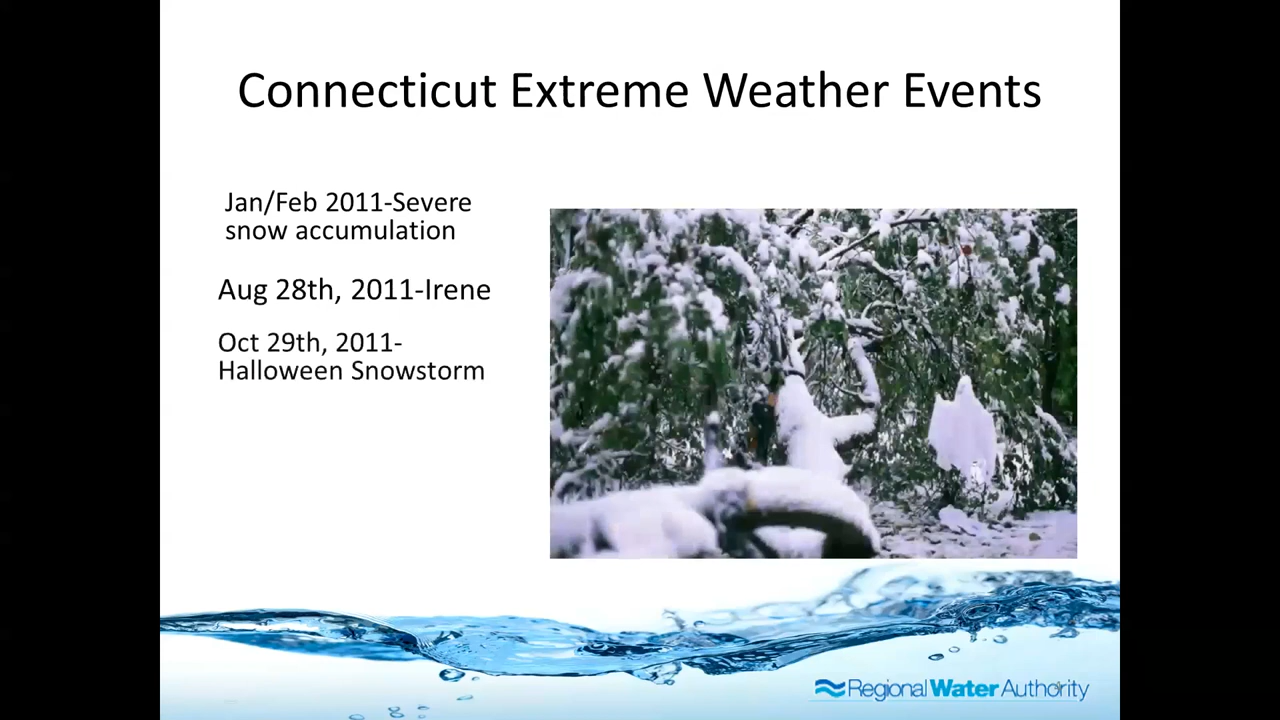 Connecticut Extreme Weather Events
Jan/Feb 2011-Severe
snow accumulation
Aug 28th, 2011-Irene
Oct 29th, 2011-
Halloween Snowstorm
Regional Water Authority